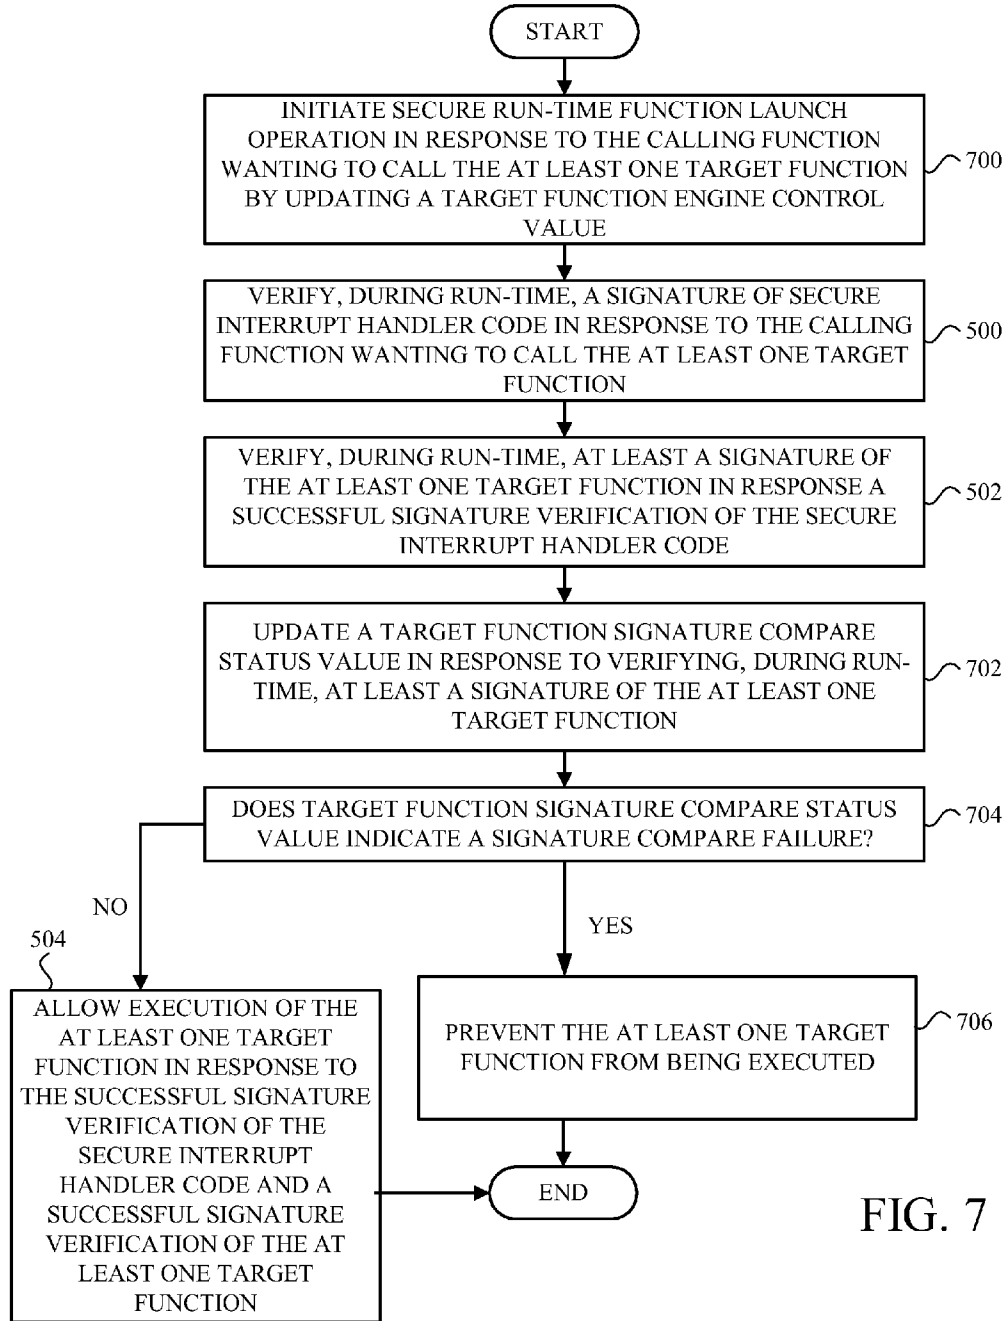 START
INITIATE SECURE RUN-TIME FUNCTION LAUNCH
OPERATION IN RESPONSE TO THE CALLING FUNCTION
WANTING TO CALL THE AT LEAST ONE TARGET FUNCTION
BY UPDATING A TARGET FUNCTION ENGINE CONTROL
VALUE
700
VERIFY, DURING RUN-TIME, A SIGNATURE OF SECURE
INTERRUPT HANDLER CODE IN RESPONSE TO THE CALLING
FUNCTION WANTING TO CALL THE AT LEAST ONE TARGET
FUNCTION
500
VERIFY, DURING RUN-TIME, AT LEAST A SIGNATURE OF
THE AT LEAST ONE TARGET FUNCTION IN RESPONSE A
SUCCESSFUL SIGNATURE VERIFICATION OF THE SECURE
INTERRUPT HANDLER CODE
502
UPDATE A TARGET FUNCTION SIGNATURE COMPARE
STATUS VALUE IN RESPONSE TO VERIFYING, DURING RUN-
TIME, AT LEAST A SIGNATURE OF THE AT LEAST ONE
TARGET FUNCTION
702
DOES TARGET FUNCTION SIGNATURE COMPARE STATUS
VALUE INDICATE A SIGNATURE COMPARE FAILURE?
704
NO
YES
504
ALLOW EXECUTION OF THE
AT LEAST ONE TARGET
FUNCTION IN RESPONSE TO
THE SUCCESSFUL SIGNATURE
VERIFICATION OF THE
SECURE INTERRUPT
HANDLER CODE AND A
SUCCESSFUL SIGNATURE
VERIFICATION OF THE AT
LEAST ONE TARGET
FUNCTION
PREVENT THE AT LEAST ONE TARGET
FUNCTION FROM BEING EXECUTED
706
END
FIG. 7